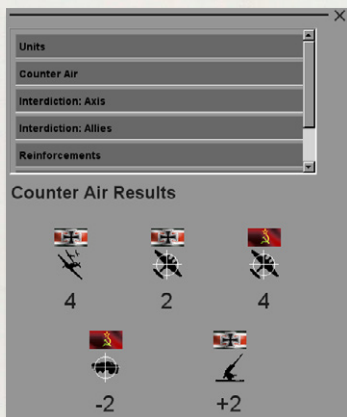 Units
Counter Air
Interdiction: Axis
Interdiction: Allies
Reinforcements
Counter Air Results
4 2 4
-2 +2